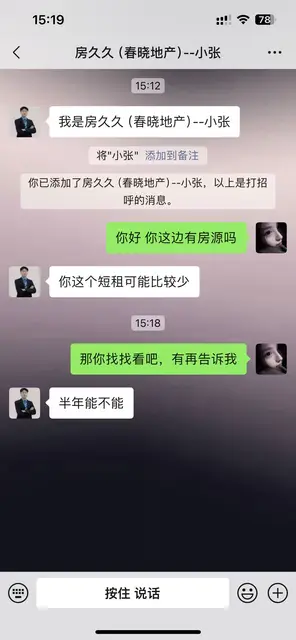 15:19
78
房久久（春晓地产）--小张
15:12
我是房久久（春晓地产）--小张
将"小张" 添加到备注
你已添加了房久久（春晓地产）--小张，以上是打招
呼的消息。
你好 你这边有房源吗
你这个短租可能比较少
15:18
那你找找看吧，有再告诉我
半年能不能
按住 说话